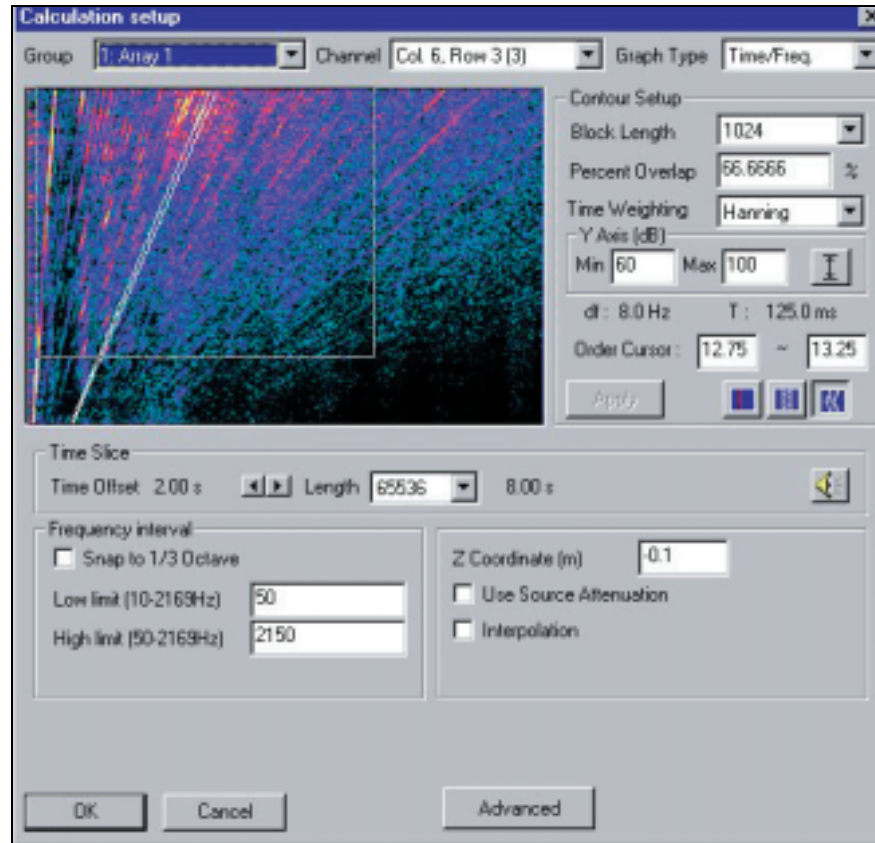 Calculation setup
Group 1: Array 1 Channel Col. 6, Row 3 (3) Graph Type Time/Freq.
Contour Setup
Block Length 1024
Percent Overlap 66.6666 %
Time Weighting Hanning
Y Axis (dB)
Min 60 Max 100
df : 8.0 Hz T : 125.0 ms
Order Cursor : 12.75 ~ 13.25
Apply
Time Slice
Time Offset 2.00 s Length 65536 8.00 s
Frequency interval
Snap to 1/3 Octave
Low limit (10-2169Hz) 50
High limit (50-2169Hz) 2150
Z Coordinate (m) -0.1
Use Source Attenuation
Interpolation
OK Cancel Advanced